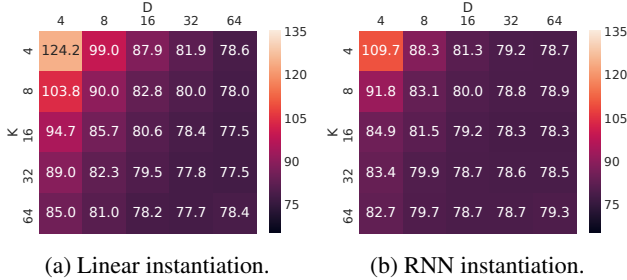 D
4 8 16 32 64
K
4 124.2 99.0 87.9 81.9 78.6
8 103.8 90.0 82.8 80.0 78.0
16 94.7 85.7 80.6 78.4 77.5
32 89.0 82.3 79.5 77.8 77.5
64 85.0 81.0 78.2 77.7 78.4
135
120
105
90
75
(a) Linear instantiation.
D
4 8 16 32 64
K
4 109.7 88.3 81.3 79.2 78.7
8 91.8 83.1 80.0 78.8 78.9
16 84.9 81.5 79.2 78.3 78.3
32 83.4 79.9 78.7 78.6 78.5
64 82.7 79.7 78.7 78.7 79.3
135
120
105
90
75
(b) RNN instantiation.